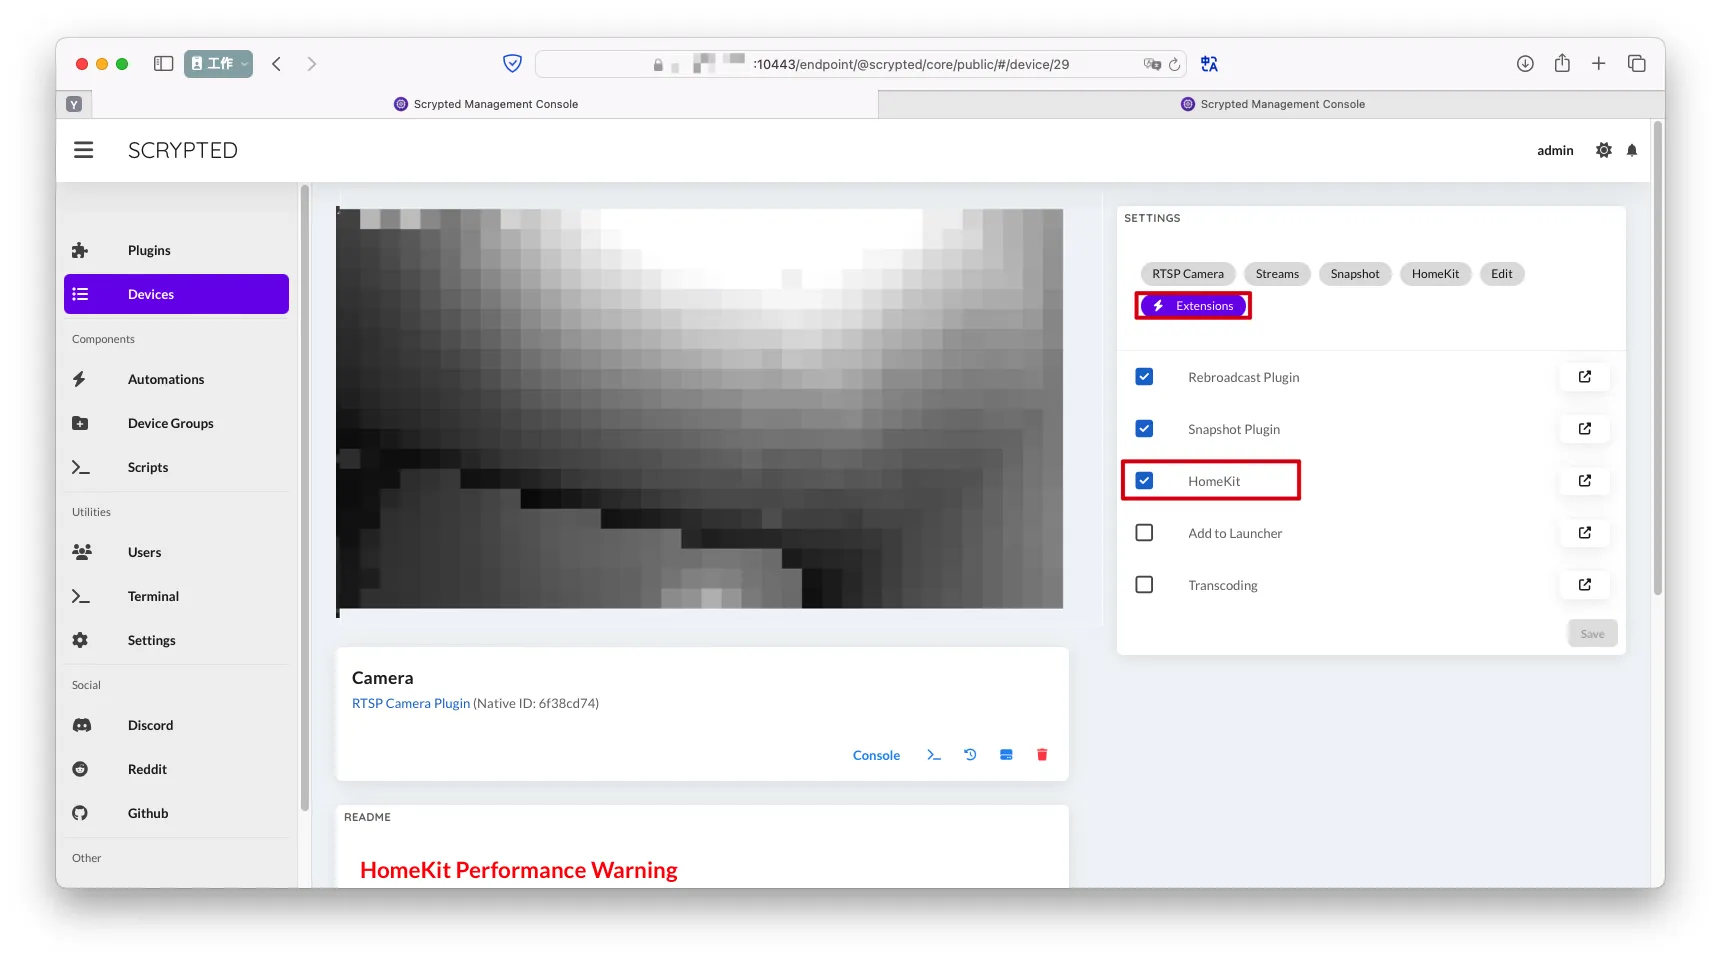 工作
:10443/endpoint/@scrypted/core/public/#/device/29
Y
Scrypted Management Console
Scrypted Management Console
SCRYPTED
admin
Plugins
Devices
Components
Automations
Device Groups
Scripts
Utilities
Users
Terminal
Settings
Social
Discord
Reddit
Github
Other
Camera
RTSP Camera Plugin (Native ID: 6f38cd74)
Console
README
HomeKit Performance Warning
SETTINGS
RTSP Camera
Streams
Snapshot
HomeKit
Edit
Extensions
Rebroadcast Plugin
Snapshot Plugin
HomeKit
Add to Launcher
Transcoding
Save